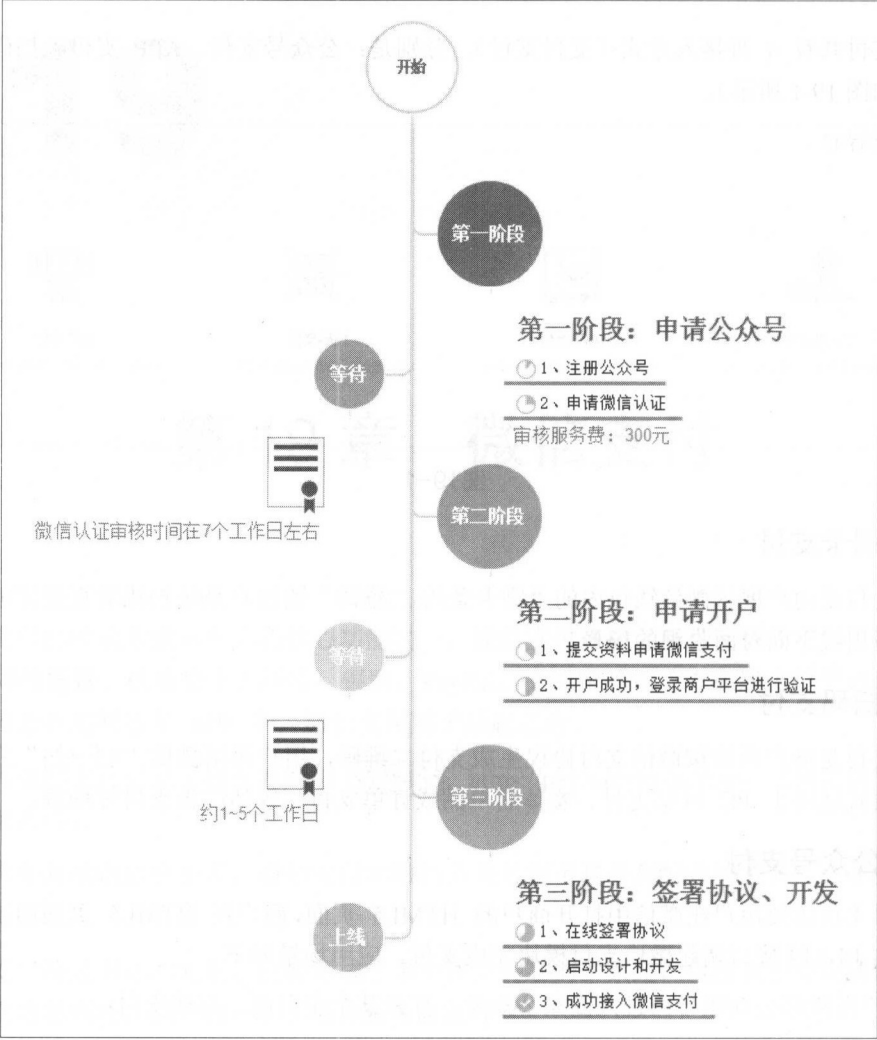 开始
第一阶段
第一阶段：申请公众号
1、注册公众号
等待
2、申请微信认证
审核服务费：300元
第二阶段
微信认证审核时间在7个工作日左右
第二阶段：申请开户
1、提交资料申请微信支付
等待
2、开户成功，登录商户平台进行验证
第三阶段
约1~5个工作日
第三阶段：签署协议、开发
1、在线签署协议
上线
2、启动设计和开发
3、成功接入微信支付